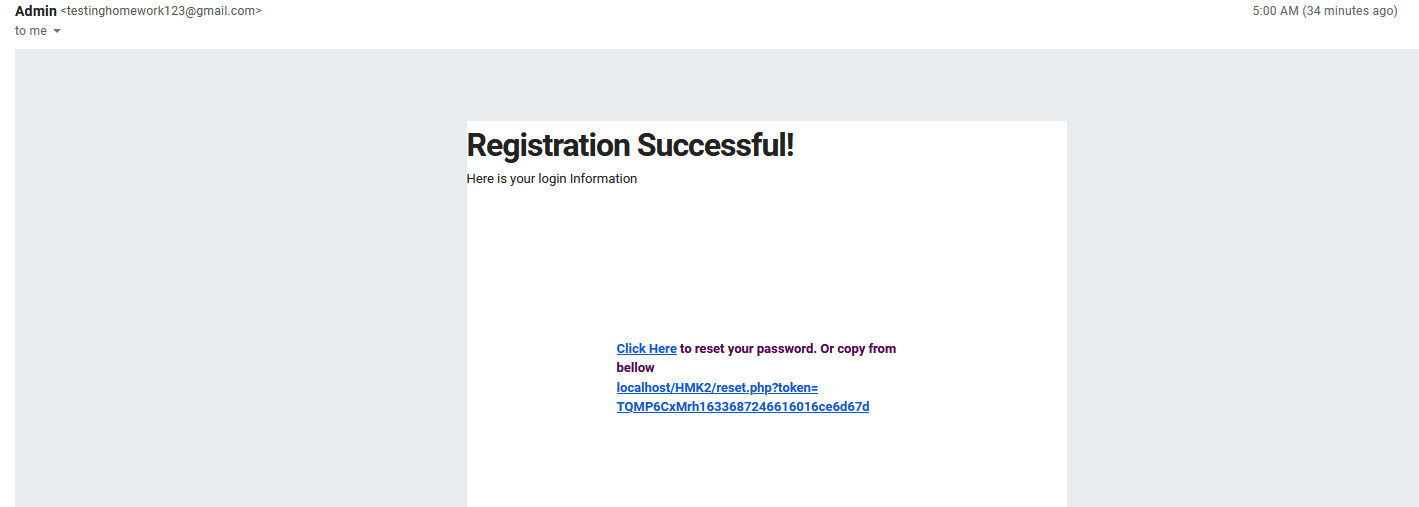 Admin <testinghomework123@gmail.com> 5:00 AM (34 minutes ago)
to me
Registration Successful!
Here is your login Information
Click Here to reset your password. Or copy from
bellow
localhost/HMK2/reset.php?token=
TQMP6CxMrh1633687246616016ce6d67d